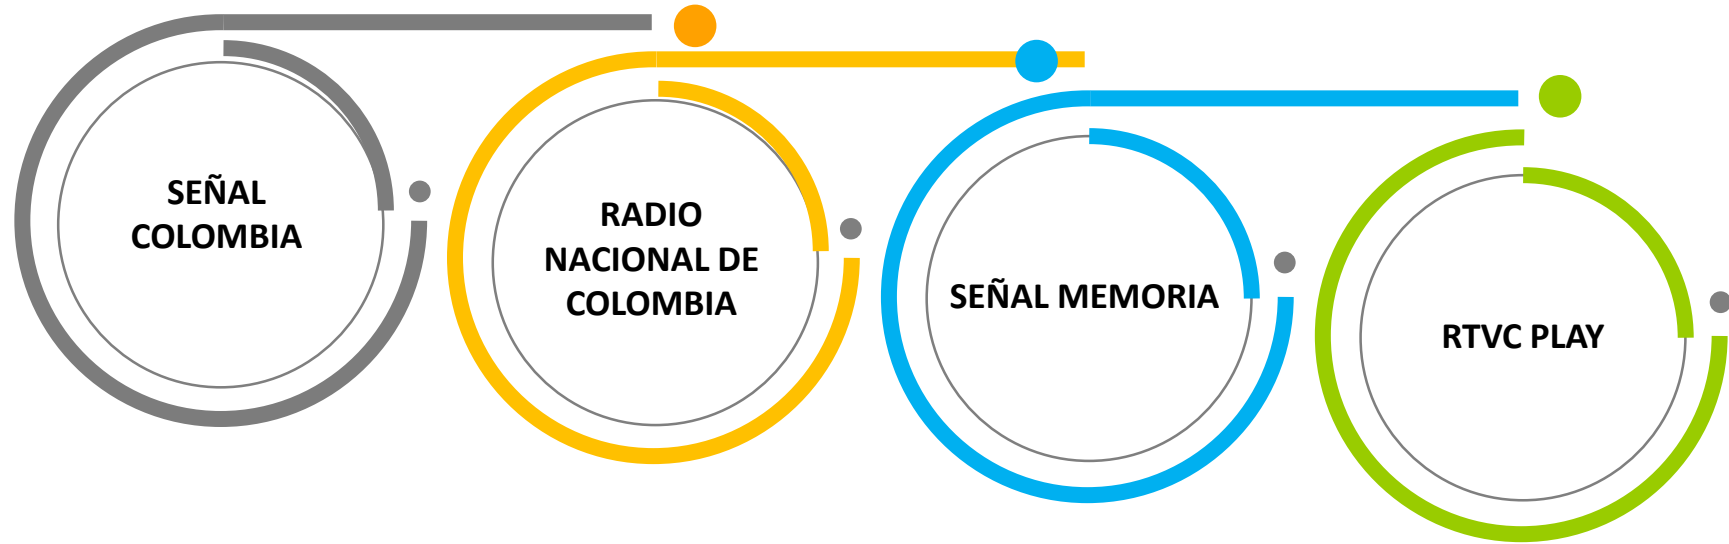 SEÑAL
COLOMBIA
RADIO
NACIONAL DE
COLOMBIA
SEÑAL MEMORIA
RTVC PLAY